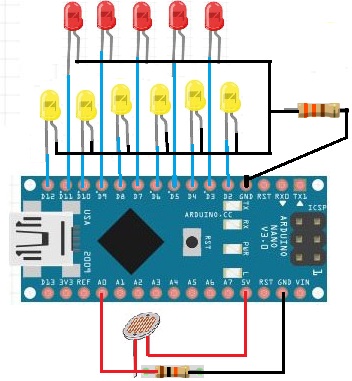 D12 D11 D10 D9 D8 D7 D6 D5 D4 D3 D2 GND RST RX0 TX1
TX
RX
PWR
L
ARDUINO.CC
RST
USA
2009
ARDUINO
NANO
V3.0
ICSP
1
D13 3V3 REF A0 A1 A2 A3 A4 A5 A6 A7 5V RST GND VIN